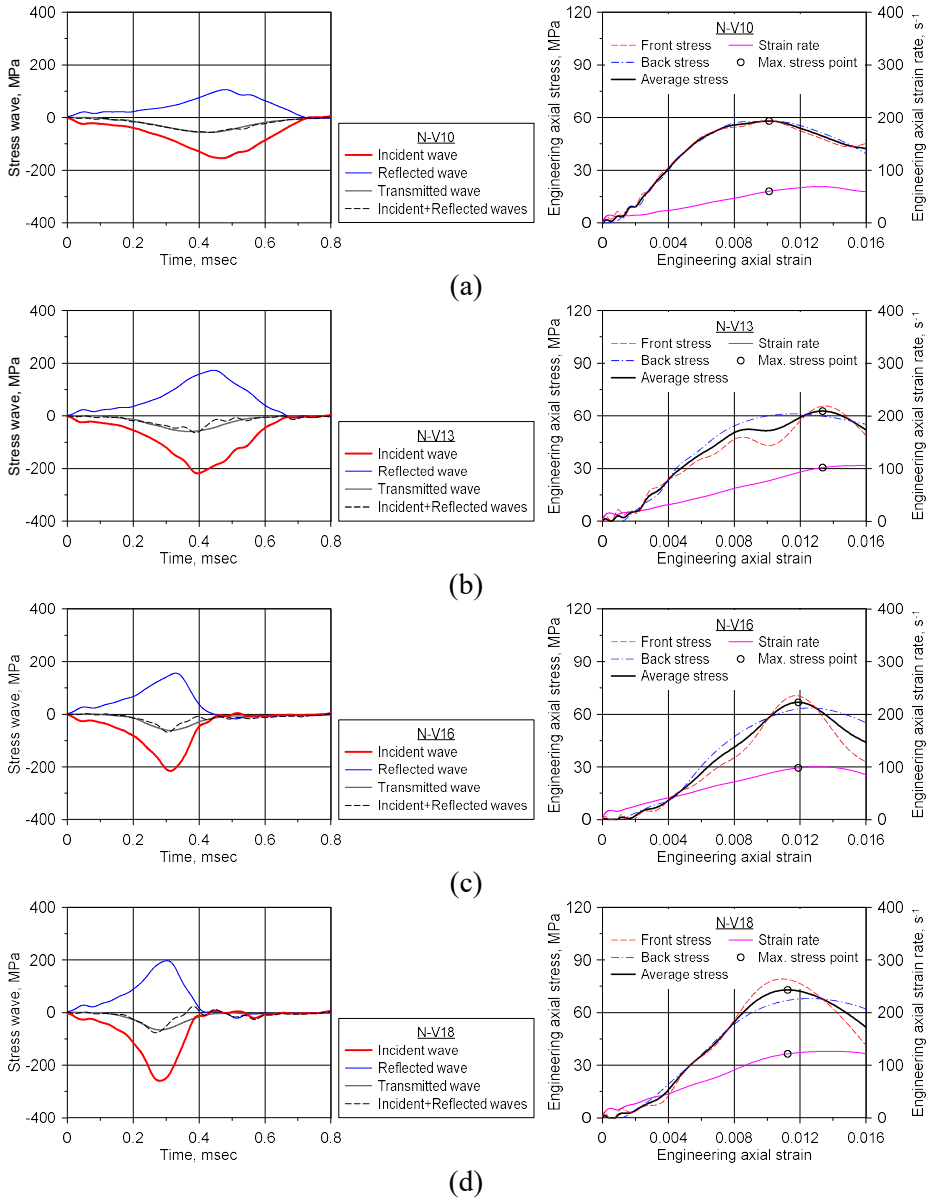 Stress wave, MPa
400
200
0
-200
-400
0 0.2 0.4 0.6 0.8
Time, msec
N-V10
Incident wave
Reflected wave
Transmitted wave
Incident+Reflected waves
Engineering axial stress, MPa
120
90
60
30
0
N-V10
Front stress Strain rate
Back stress Max. stress point
Average stress
400
300
200
100
0
Engineering axial strain rate, s-1
0 0.004 0.008 0.012 0.016
Engineering axial strain
(a)
Stress wave, MPa
400
200
0
-200
-400
0 0.2 0.4 0.6 0.8
Time, msec
N-V13
Incident wave
Reflected wave
Transmitted wave
Incident+Reflected waves
Engineering axial stress, MPa
120
90
60
30
0
N-V13
Front stress Strain rate
Back stress Max. stress point
Average stress
400
300
200
100
0
Engineering axial strain rate, s-1
0 0.004 0.008 0.012 0.016
Engineering axial strain
(b)
Stress wave, MPa
400
200
0
-200
-400
0 0.2 0.4 0.6 0.8
Time, msec
N-V16
Incident wave
Reflected wave
Transmitted wave
Incident+Reflected waves
Engineering axial stress, MPa
120
90
60
30
0
N-V16
Front stress Strain rate
Back stress Max. stress point
Average stress
400
300
200
100
0
Engineering axial strain rate, s-1
0 0.004 0.008 0.012 0.016
Engineering axial strain
(c)
Stress wave, MPa
400
200
0
-200
-400
0 0.2 0.4 0.6 0.8
Time, msec
N-V18
Incident wave
Reflected wave
Transmitted wave
Incident+Reflected waves
Engineering axial stress, MPa
120
90
60
30
0
N-V18
Front stress Strain rate
Back stress Max. stress point
Average stress
400
300
200
100
0
Engineering axial strain rate, s-1
0 0.004 0.008 0.012 0.016
Engineering axial strain
(d)